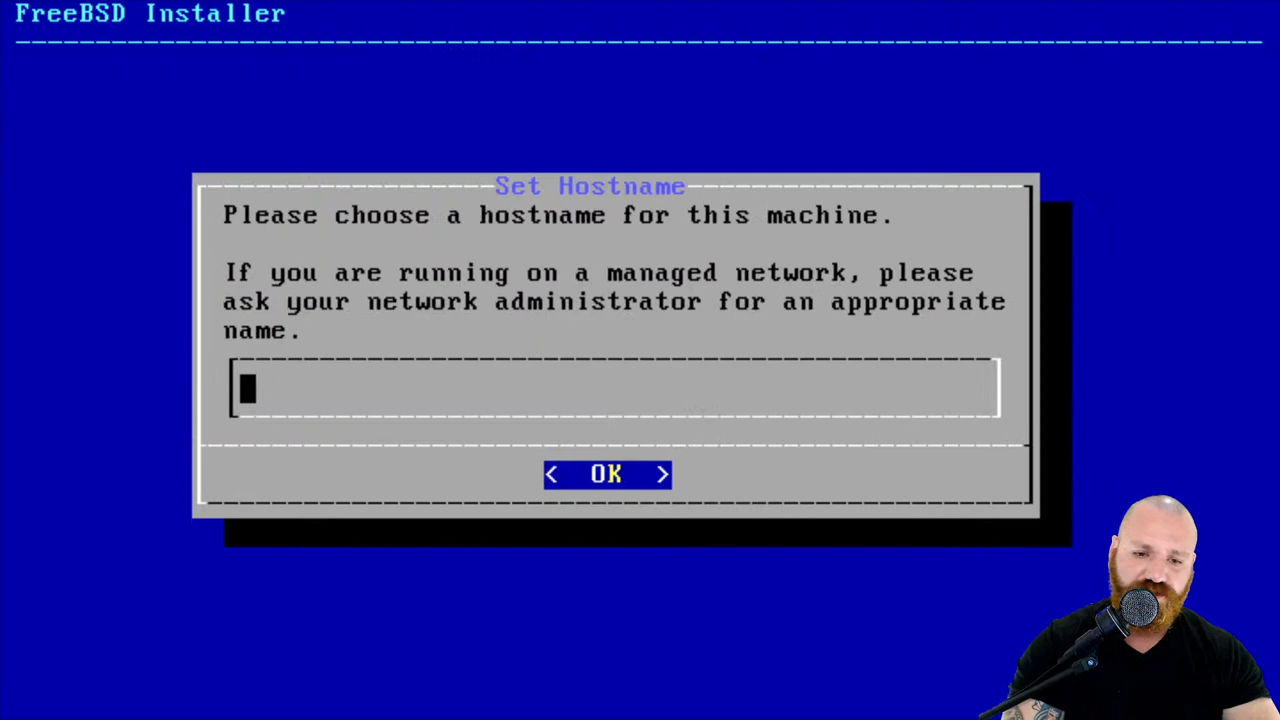 FreeBSD Installer
Set Hostname
Please choose a hostname for this machine.
If you are running on a managed network, please
ask your network administrator for an appropriate
name.
< OK >